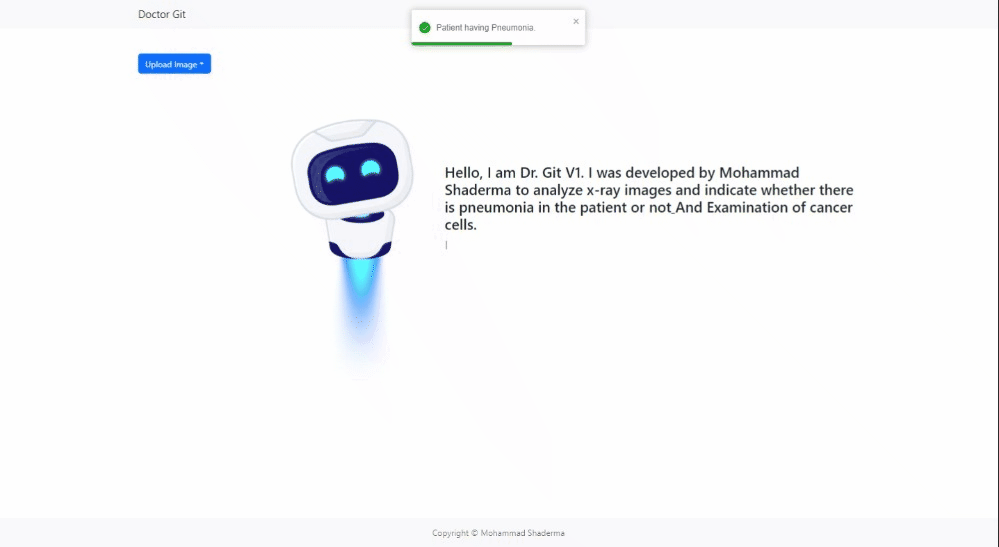 Doctor Git
Patient having Pneumonia.
Upload Image
Hello, I am Dr. Git V1. I was developed by Mohammad
Shaderma to analyze x-ray images and indicate whether there
is pneumonia in the patient or not_And Examination of cancer
cells.
Copyright © Mohammad Shaderma